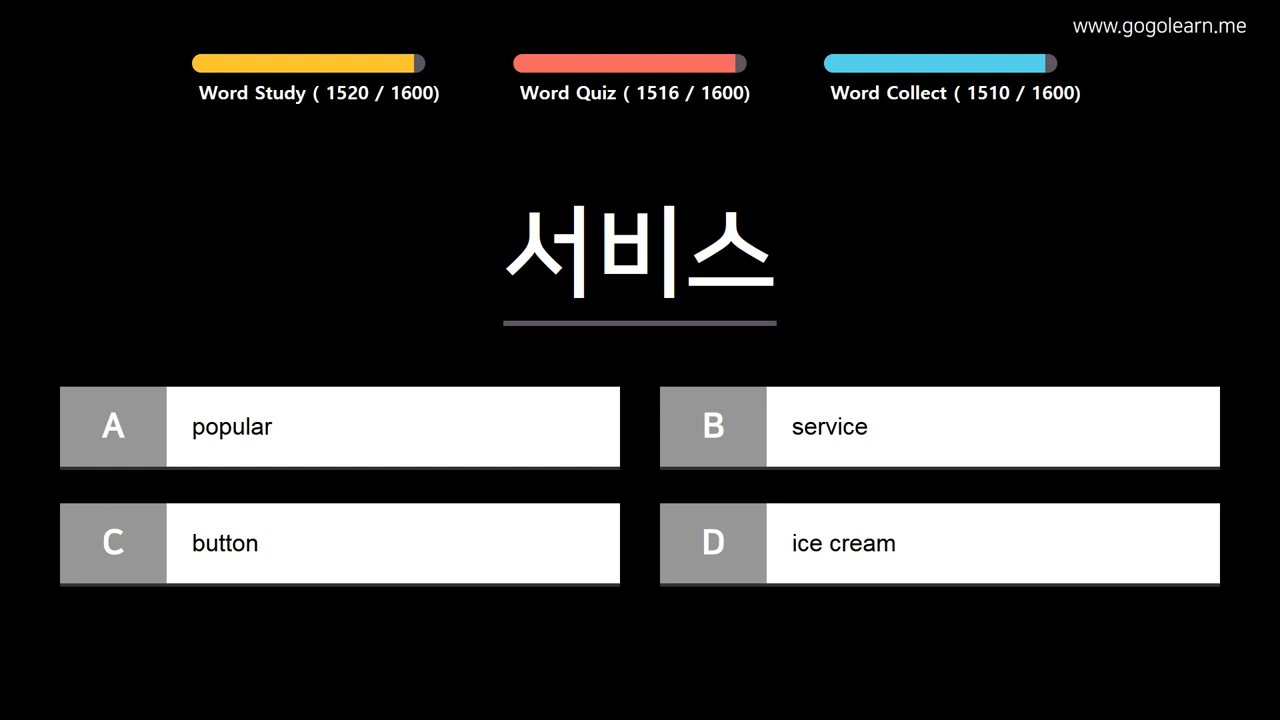 www.gogolearn.me
Word Study ( 1520 / 1600)
Word Quiz ( 1516 / 1600)
Word Collect ( 1510 / 1600)
서비스
A popular
B service
C button
D ice cream